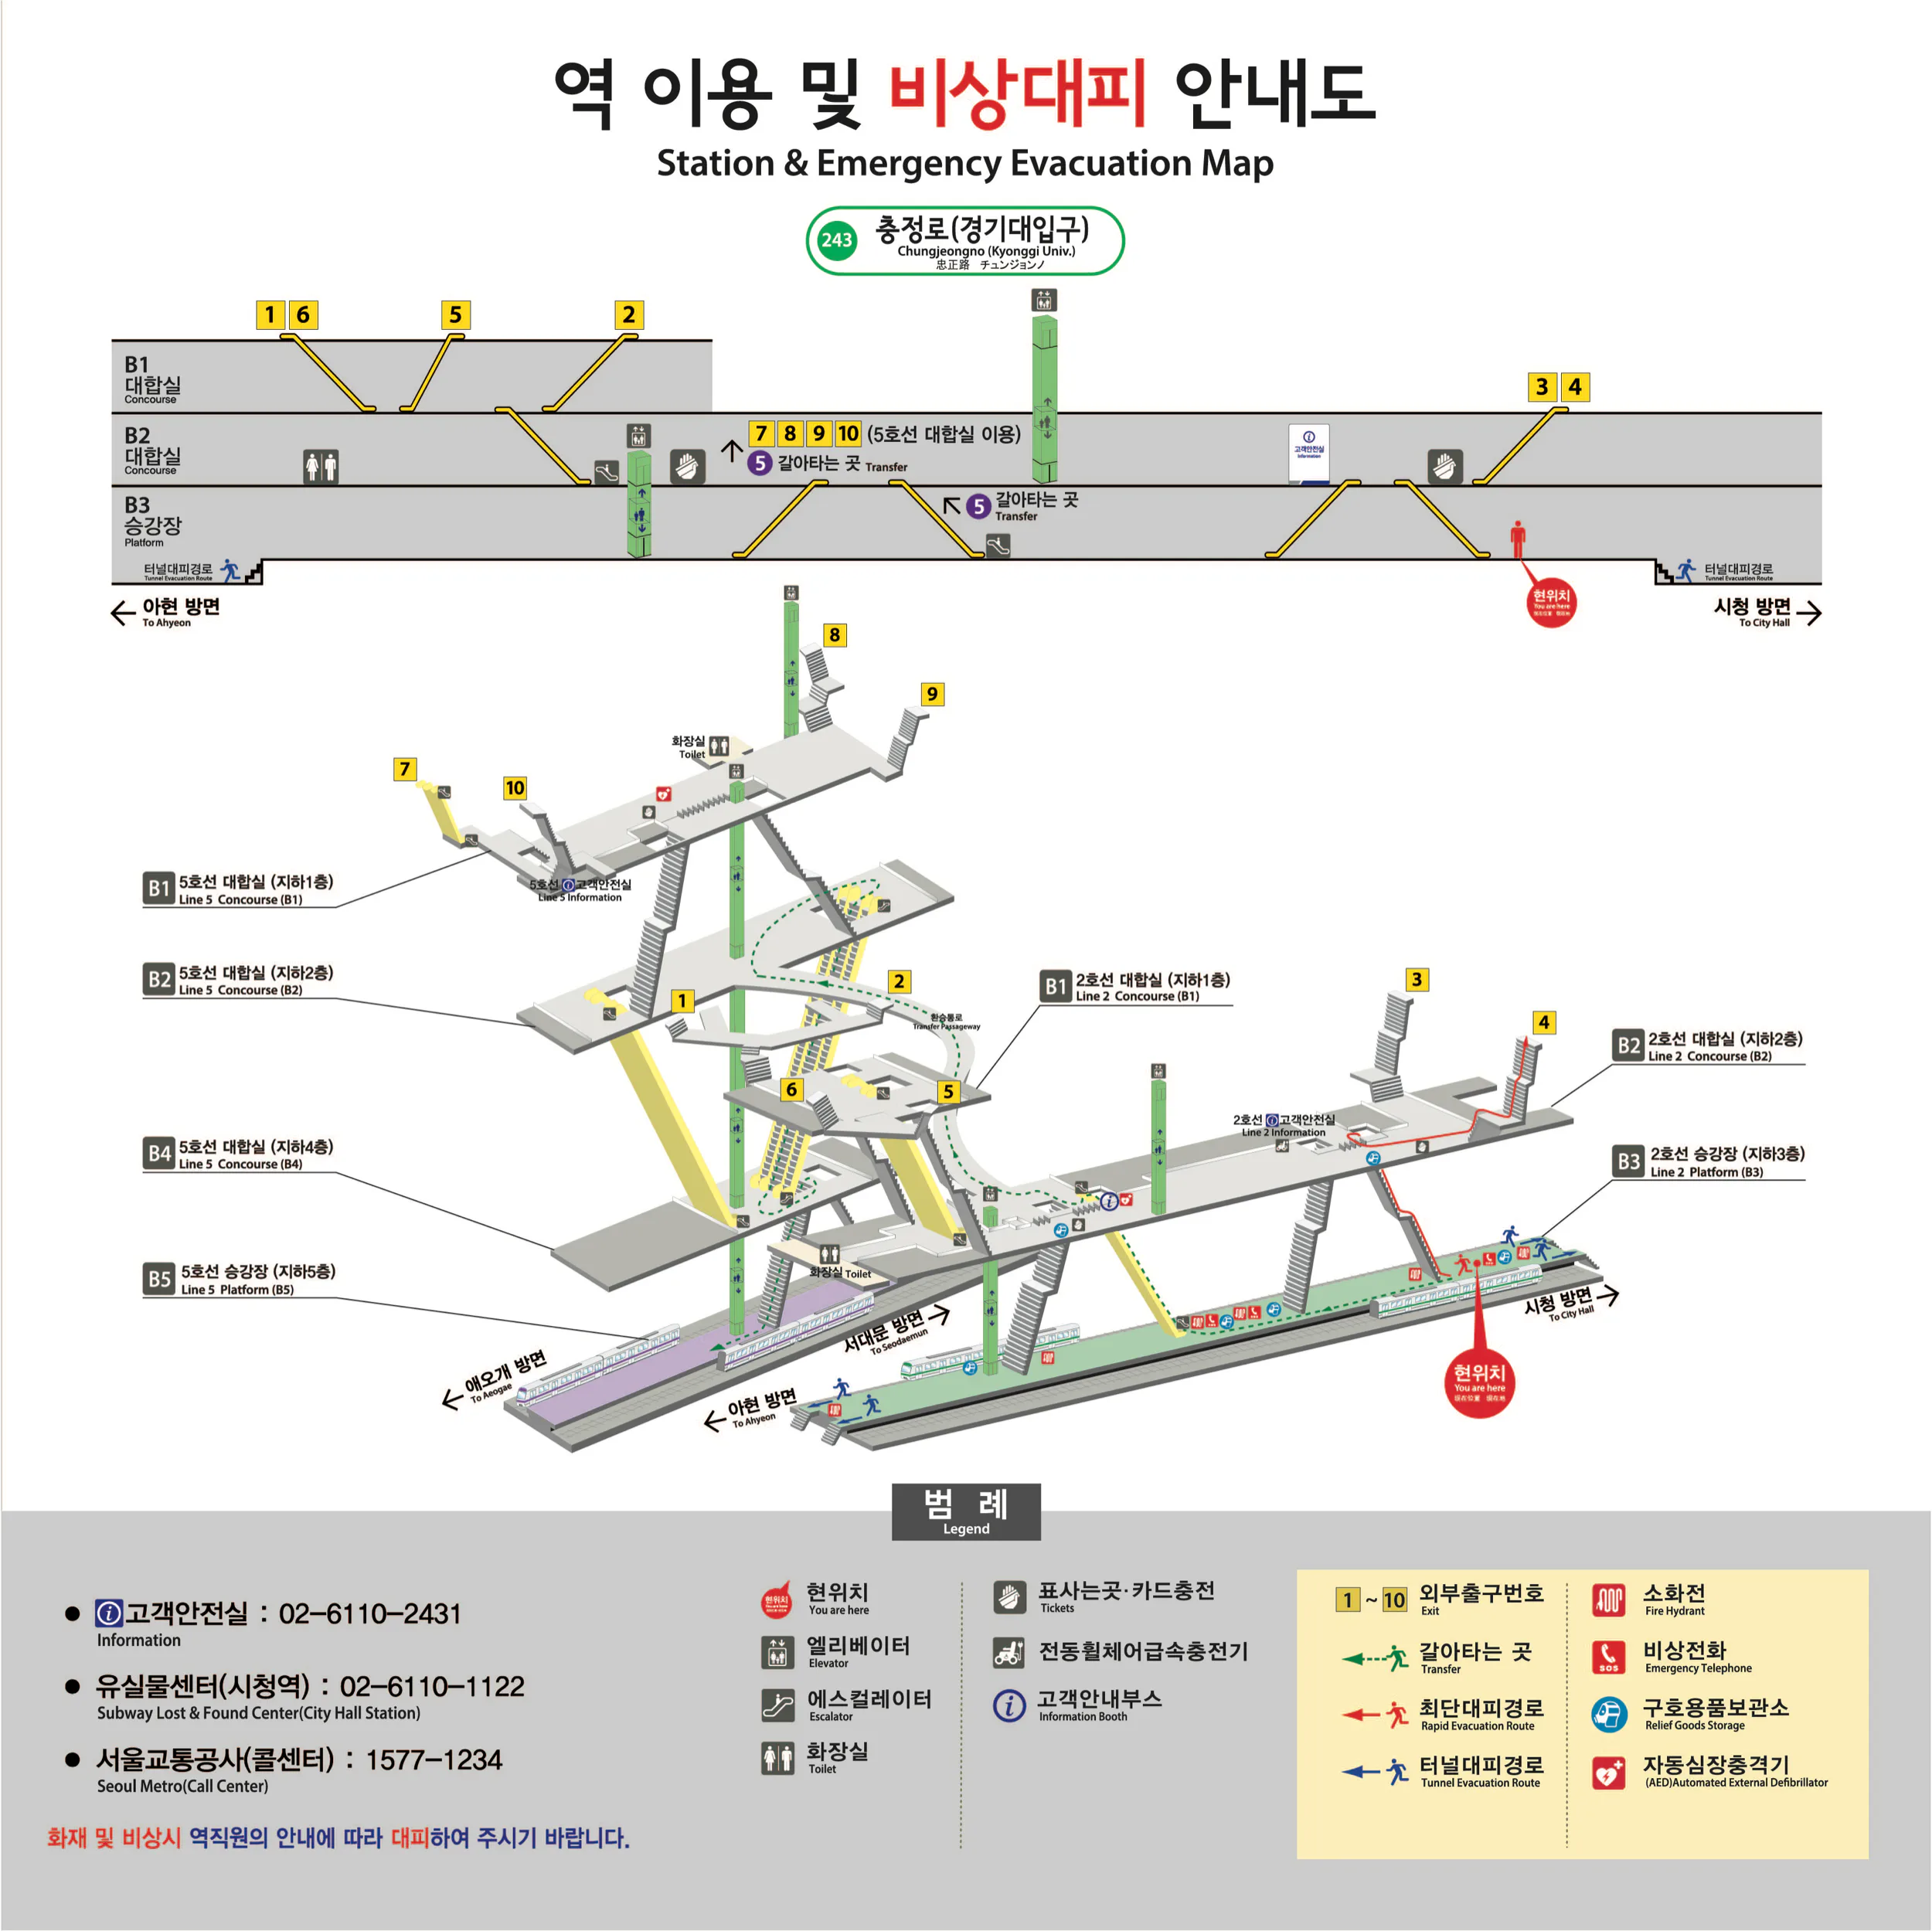 역 이용 및 비상대피 안내도
Station & Emergency Evacuation Map
243
충정로(경기대입구)
Chungjeongno (Kyonggi Univ.)
忠正路 チュンジョンノ
1 6
5
2
B1
대합실
Concourse
3 4
B2
대합실
Concourse
7 8 9 10 (5호선 대합실 이용)
5 갈아타는 곳 Transfer
고객안전실
Information
B3
승강장
Platform
5 갈아타는 곳
Transfer
터널대피경로
Tunnel Evacuation Route
터널대피경로
Tunnel Evacuation Route
현위치
You are here
아현 방면
To Ahyeon
시청 방면
To City Hall
8
9
화장실
Toilet
7
10
B1 5호선 대합실 (지하1층)
Line 5 Concourse (B1)
5호선 고객안전실
Line 5 Information
B2 5호선 대합실 (지하2층)
Line 5 Concourse (B2)
1
2
B1 2호선 대합실 (지하1층)
Line 2 Concourse (B1)
3
4
환승통로
Transfer Passageway
B2 2호선 대합실 (지하2층)
Line 2 Concourse (B2)
6
5
2호선 고객안전실
Line 2 Information
B4 5호선 대합실 (지하4층)
Line 5 Concourse (B4)
B3 2호선 승강장 (지하3층)
Line 2 Platform (B3)
화장실 Toilet
B5 5호선 승강장 (지하5층)
Line 5 Platform (B5)
서대문 방면
To Seodaemun
시청 방면
To City Hall
애오개 방면
To Aeogae
아현 방면
To Ahyeon
현위치
You are here
범 례
Legend
고객안전실 : 02-6110-2431
Information
유실물센터(시청역) : 02-6110-1122
Subway Lost & Found Center(City Hall Station)
서울교통공사(콜센터) : 1577-1234
Seoul Metro(Call Center)
화재 및 비상시 역직원의 안내에 따라 대피하여 주시기 바랍니다.
현위치
You are here
현위치
You are here
엘리베이터
Elevator
에스컬레이터
Escalator
화장실
Toilet
표사는곳·카드충전
Tickets
전동휠체어급속충전기
고객안내부스
Information Booth
1 ~ 10 외부출구번호
Exit
갈아타는 곳
Transfer
최단대피경로
Rapid Evacuation Route
터널대피경로
Tunnel Evacuation Route
소화전
Fire Hydrant
SOS
비상전화
Emergency Telephone
구호용품보관소
Relief Goods Storage
자동심장충격기
(AED)Automated External Defibrillator